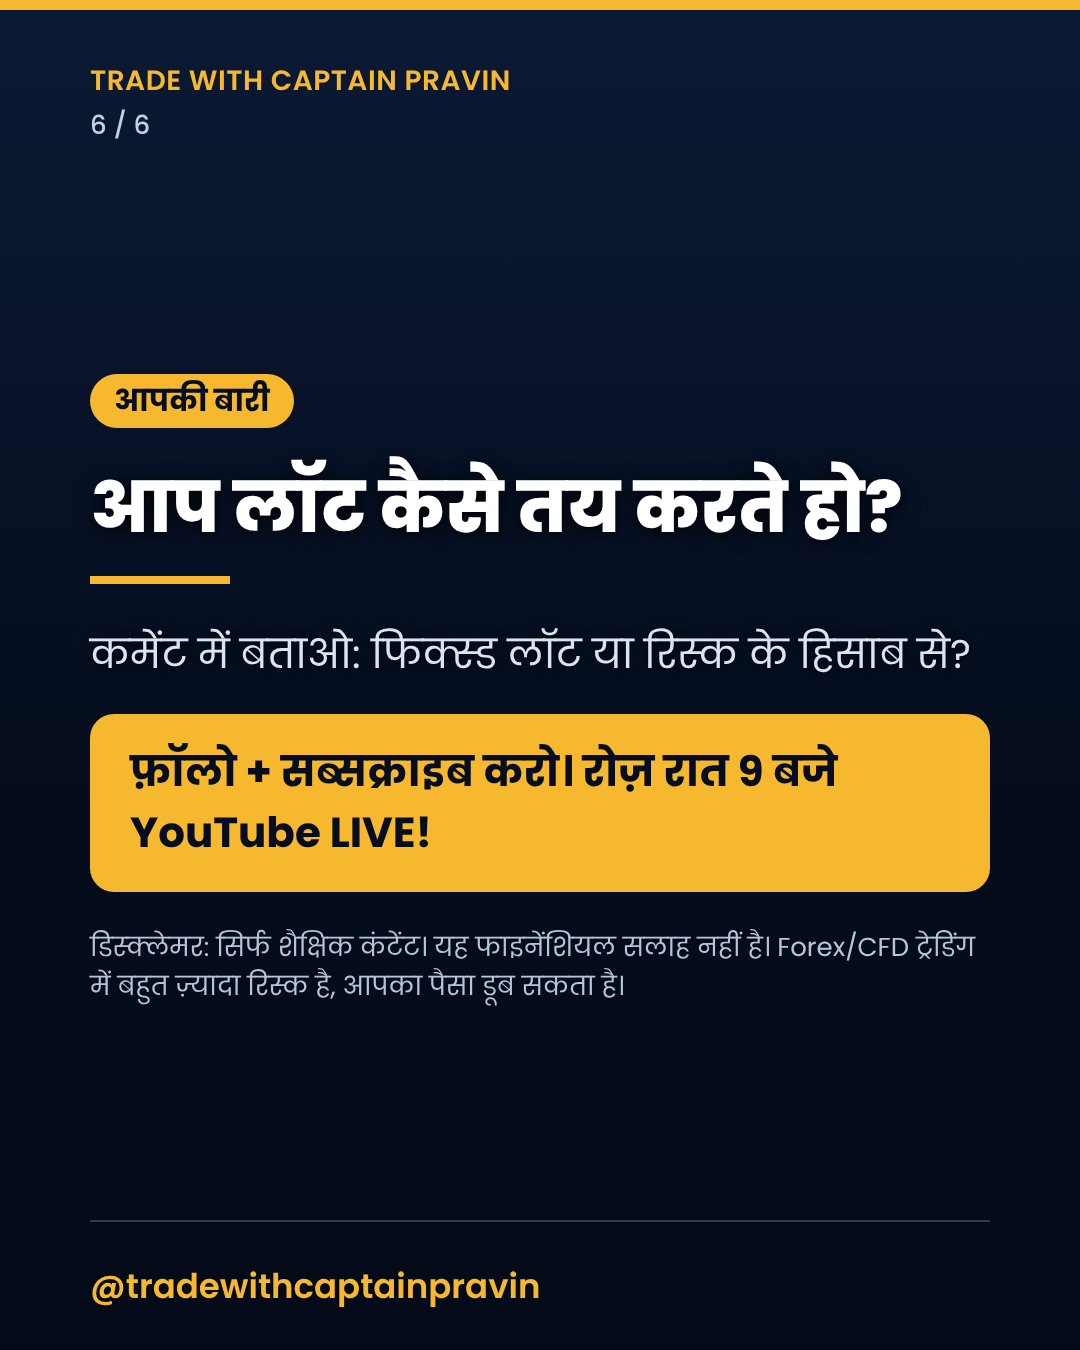 TRADE WITH CAPTAIN PRAVIN
6 / 6
आपकी बारी
आप लॉट कैसे तय करते हो?
कमेंट में बताओ: फिक्स्ड लॉट या रिस्क के हिसाब से?
फ़ॉलो + सब्सक्राइब करो। रोज़ रात 9 बजे
YouTube LIVE!
डिस्क्लेमर: सिर्फ शैक्षिक कंटेंट। यह फाइनेंशियल सलाह नहीं है। Forex/CFD ट्रेडिंग
में बहुत ज़्यादा रिस्क है, आपका पैसा डूब सकता है।
@tradewithcaptainpravin